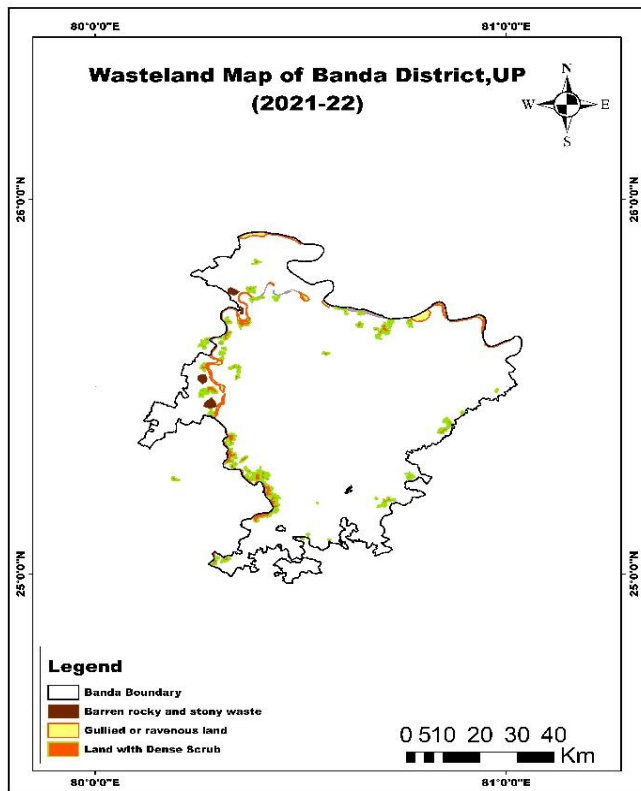 80°0'0"E
81°0'0"E
Wasteland Map of Banda District,UP
(2021-22)
N
W
E
S
26°0'0"N
26°0'0"N
25°0'0"N
25°0'0"N
Legend
Banda Boundary
Barren rocky and stony waste
Gullied or ravenous land
Land with Dense Scrub
0 510 20 30 40
Km
80°0'0"E
81°0'0"E